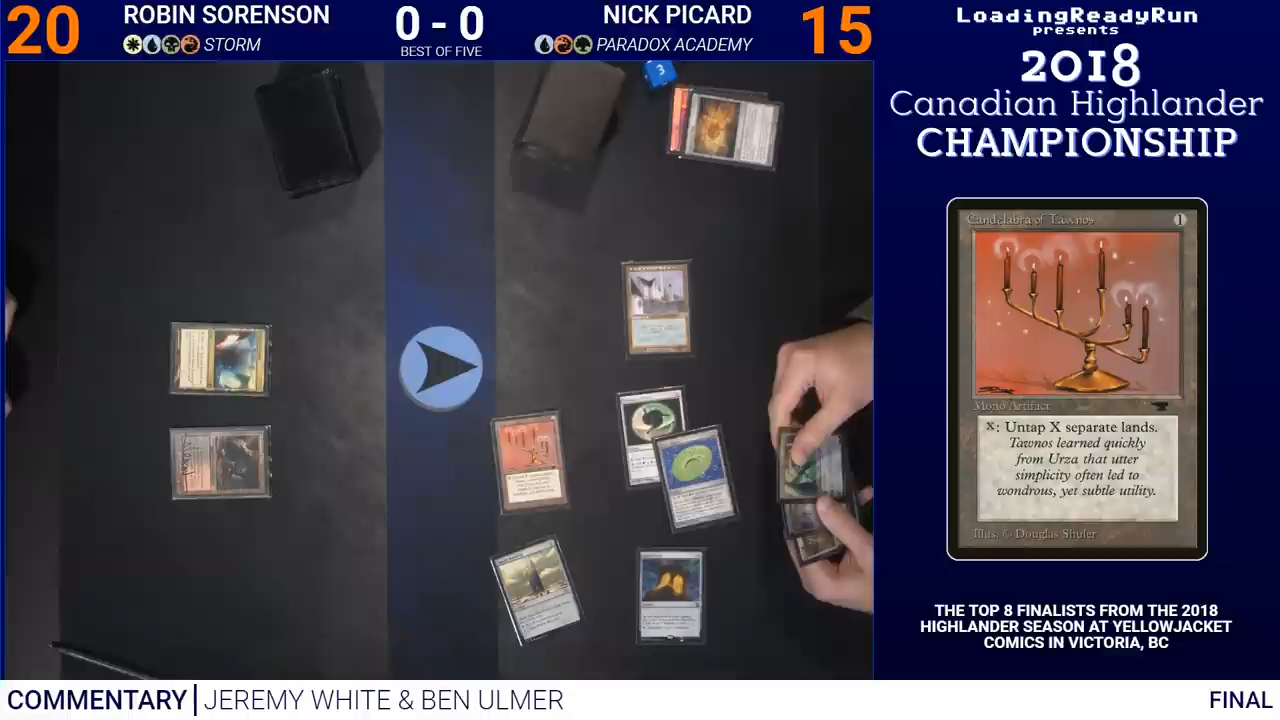 20
ROBIN SORENSON
STORM
0 - 0
BEST OF FIVE
NICK PICARD
PARADOX ACADEMY
15
LoadingReadyRun
presents
2018
Canadian Highlander
CHAMPIONSHIP
3
Candelabra of Tawnos 1
Mono Artifact
X: Untap X separate lands.
Tawnos learned quickly
from Urza that utter
simplicity often led to
wondrous, yet subtle utility.
Illus. © Douglas Shuler
THE TOP 8 FINALISTS FROM THE 2018
HIGHLANDER SEASON AT YELLOWJACKET
COMICS IN VICTORIA, BC
COMMENTARY | JEREMY WHITE & BEN ULMER
FINAL